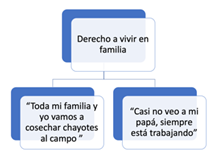 Derecho a vivir en
familia
"Toda mi familia y
yo vamos a
cosechar chayotes
al campo "
"Casi no veo a mi
papá, siempre
está trabajando"